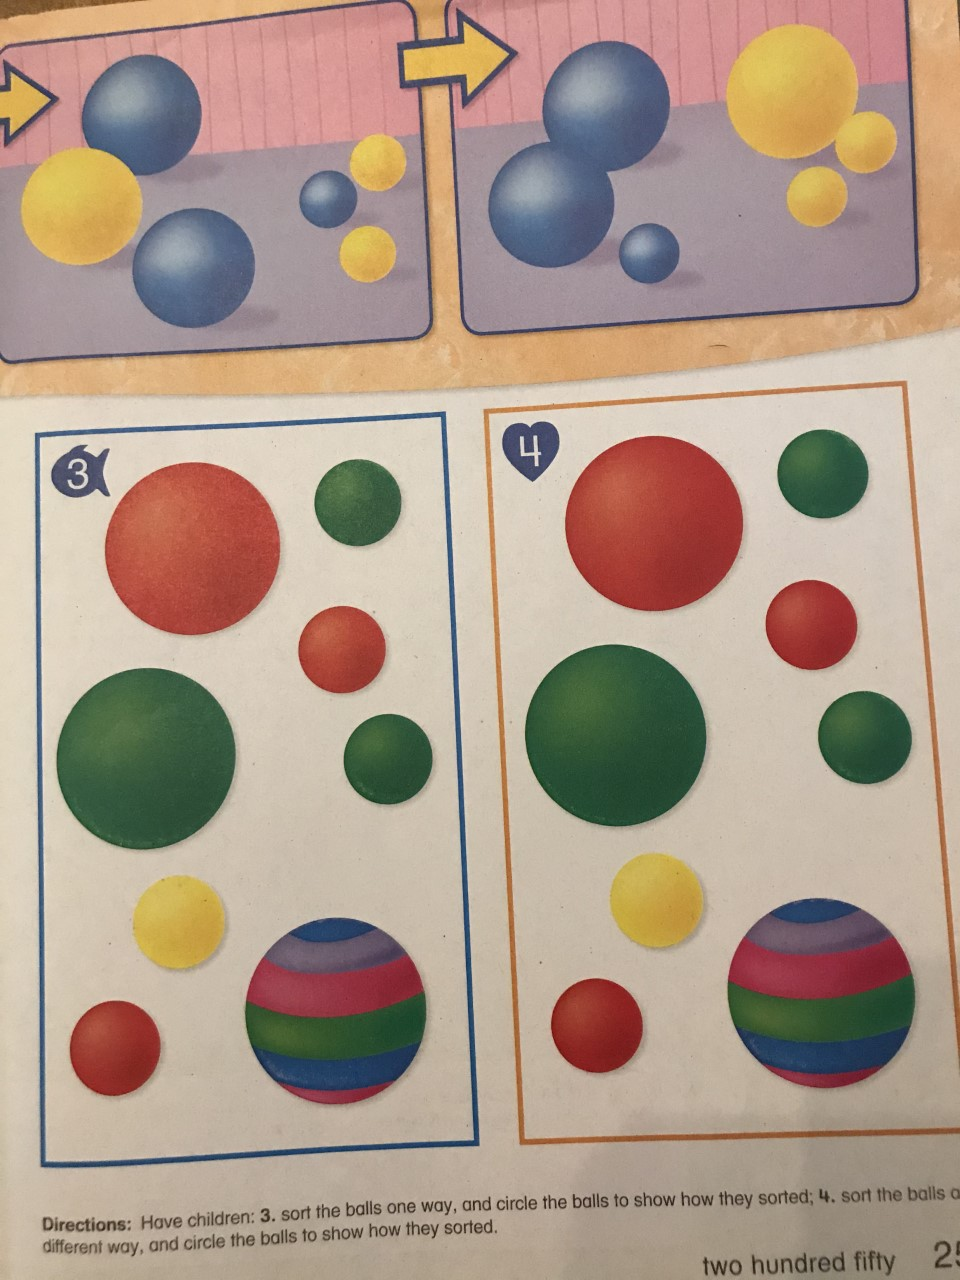 3
4
Directions: Have children: 3. sort the balls one way, and circle the balls to show how they sorted; 4. sort the balls a
different way, and circle the balls to show how they sorted.
two hundred fifty 25